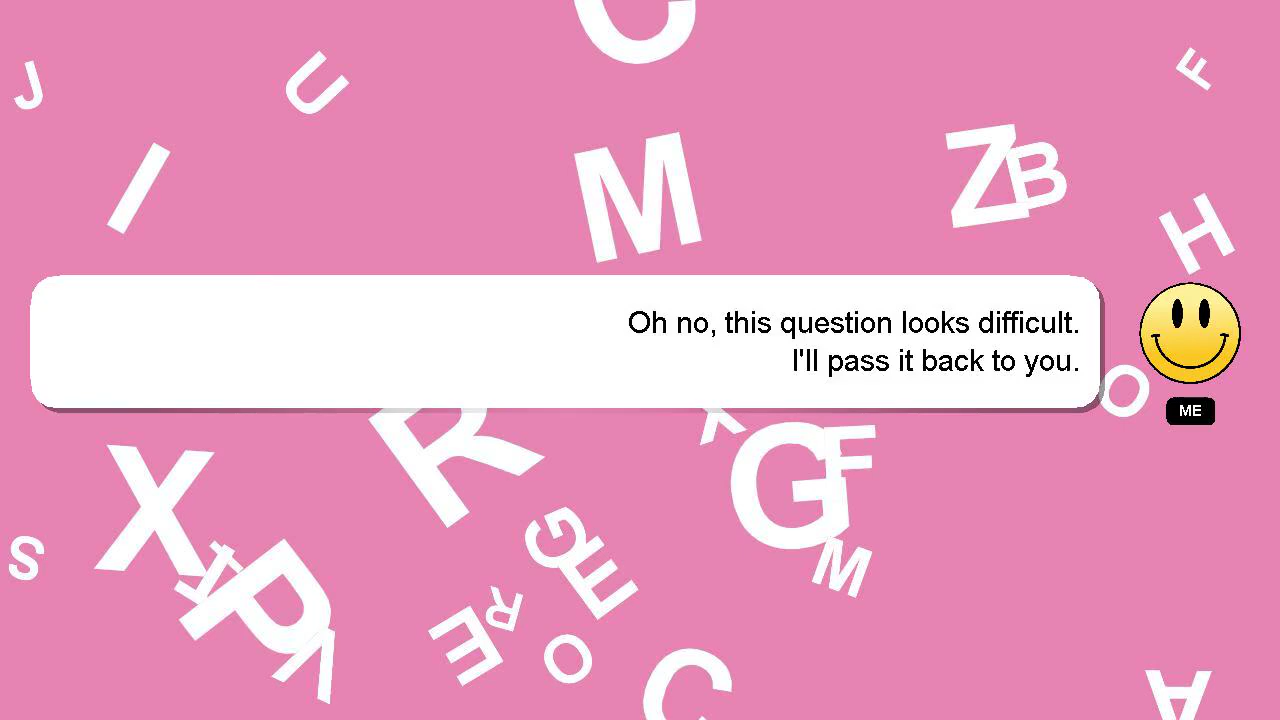 C
J
U
F
I
M
Z
B
H
Oh no, this question looks difficult.
I'll pass it back to you.
ME
O
R
X
G
F
X
S
G
E
M
P
V
E
R
O
C
A